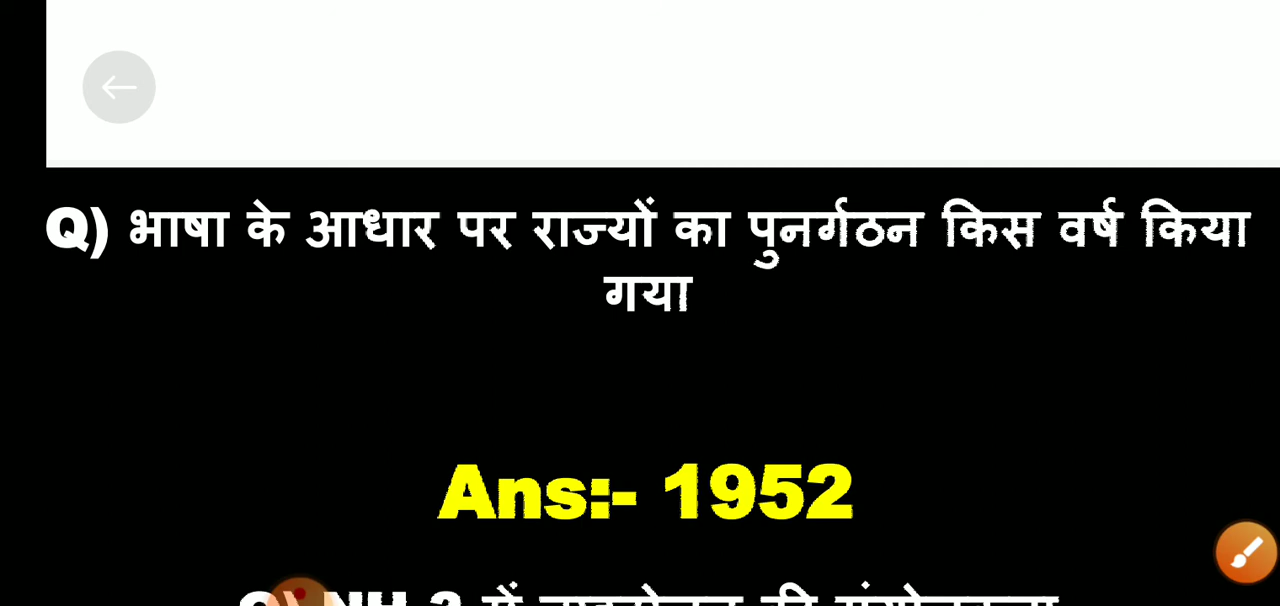 Q) भाषा के आधार पर राज्यों का पुनर्गठन किस वर्ष किया
गया
Ans:- 1952